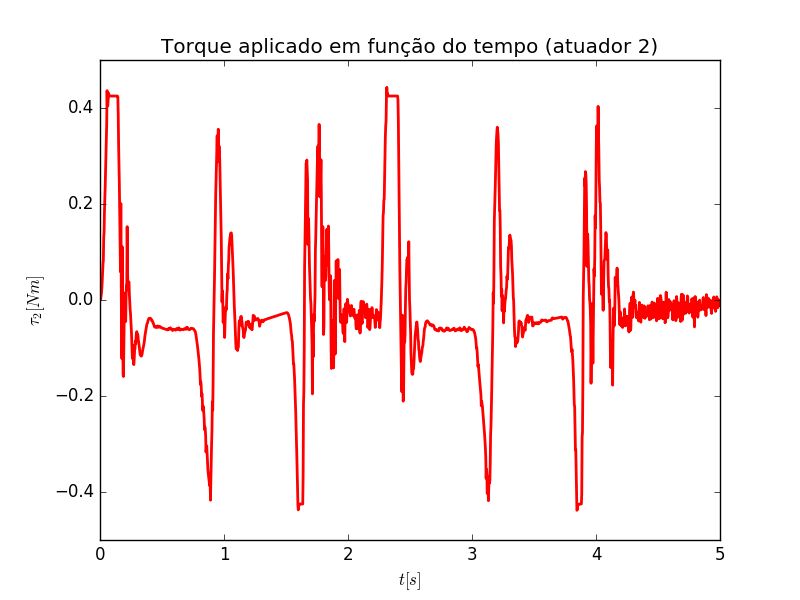 Torque aplicado em função do tempo (atuador 2)
0.4
0.2
0.0
−0.2
−0.4
τ₂[Nm]
0 1 2 3 4 5
t[s]